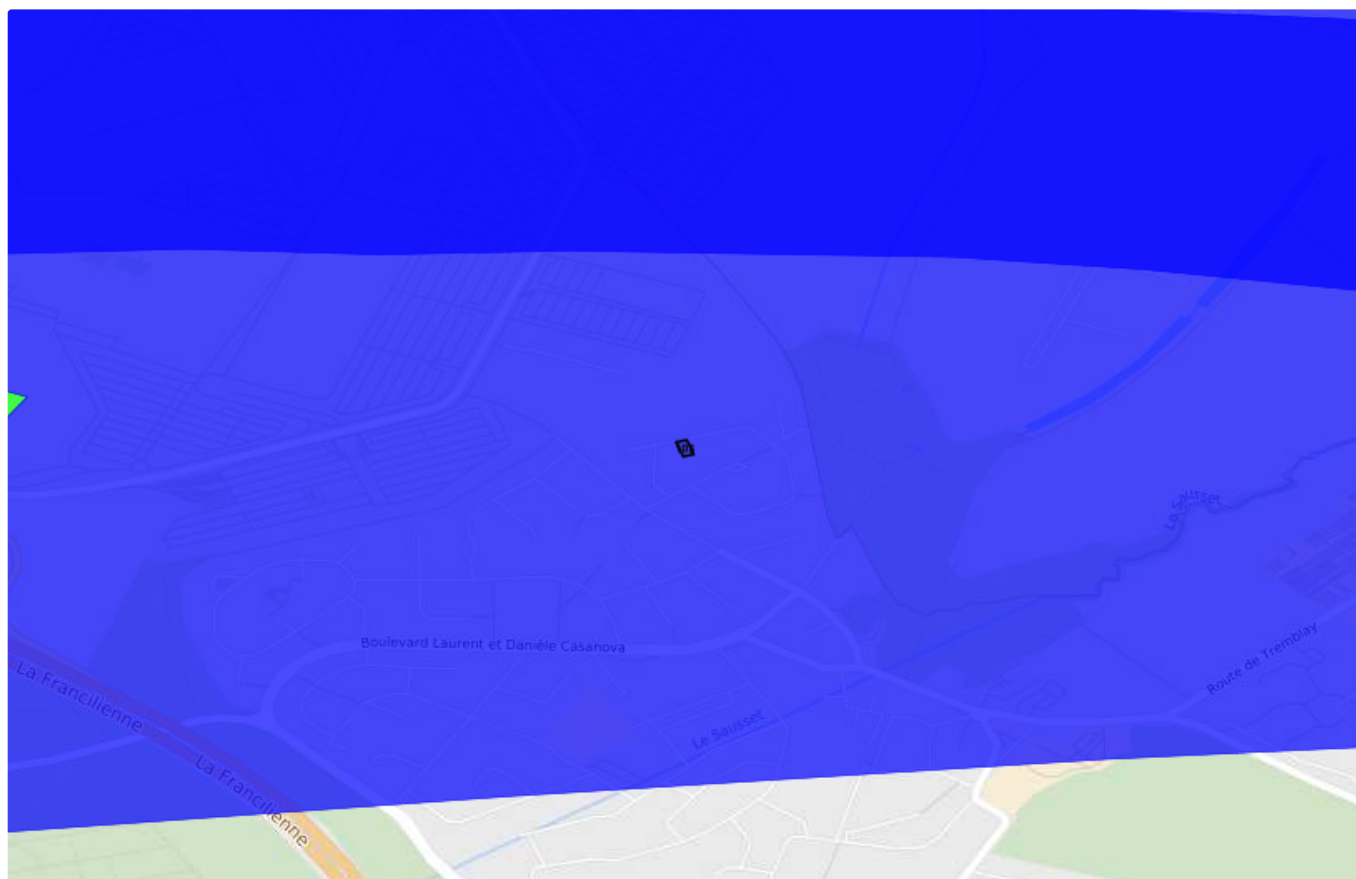 Le Sausset
Boulevard Laurent et Danièle Casanova
Route de Tremblay
La Francilienne
Le Sausset
La Francilienne